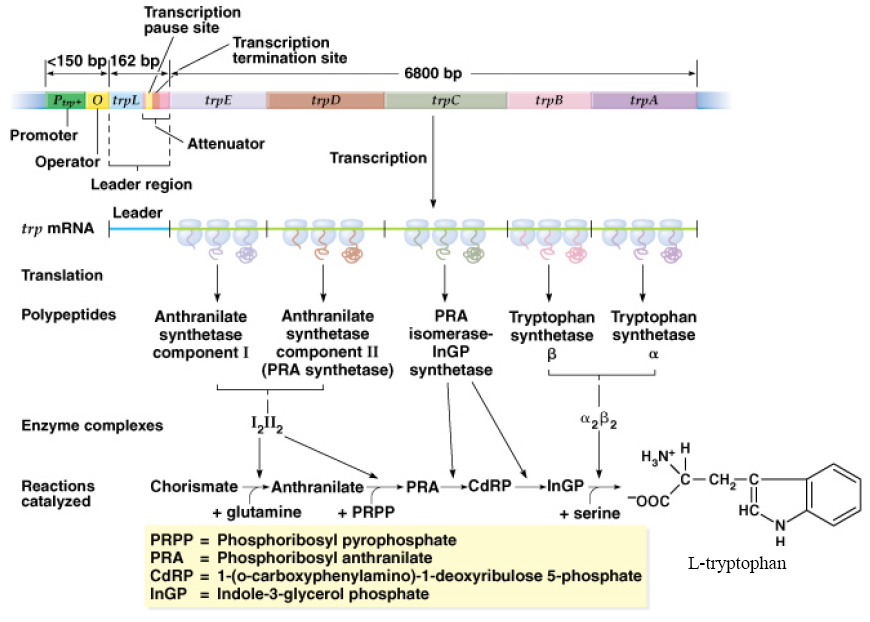 Transcription
pause site
Transcription
termination site
<150 bp 162 bp
6800 bp
Ptrp+ O trpL trpE trpD trpC trpB trpA
Promoter
Operator
Attenuator
Leader region
Transcription
Leader
trp mRNA
Translation
Polypeptides
Anthranilate
synthetase
component I
Anthranilate
synthetase
component II
(PRA synthetase)
PRA
isomerase-
InGP
synthetase
Tryptophan
synthetase
β
Tryptophan
synthetase
α
Enzyme complexes
I2II2
α2β2
Reactions
catalyzed
Chorismate Anthranilate PRA CdRP InGP
+ glutamine + PRPP + serine
H3N+ H
C CH2 C
-OOC
HC
N
H
L-tryptophan
PRPP = Phosphoribosyl pyrophosphate
PRA = Phosphoribosyl anthranilate
CdRP = 1-(o-carboxyphenylamino)-1-deoxyribulose 5-phosphate
InGP = Indole-3-glycerol phosphate